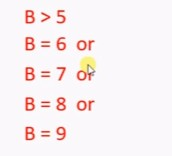 B > 5
B = 6 or
B = 7 or
B = 8 or
B = 9